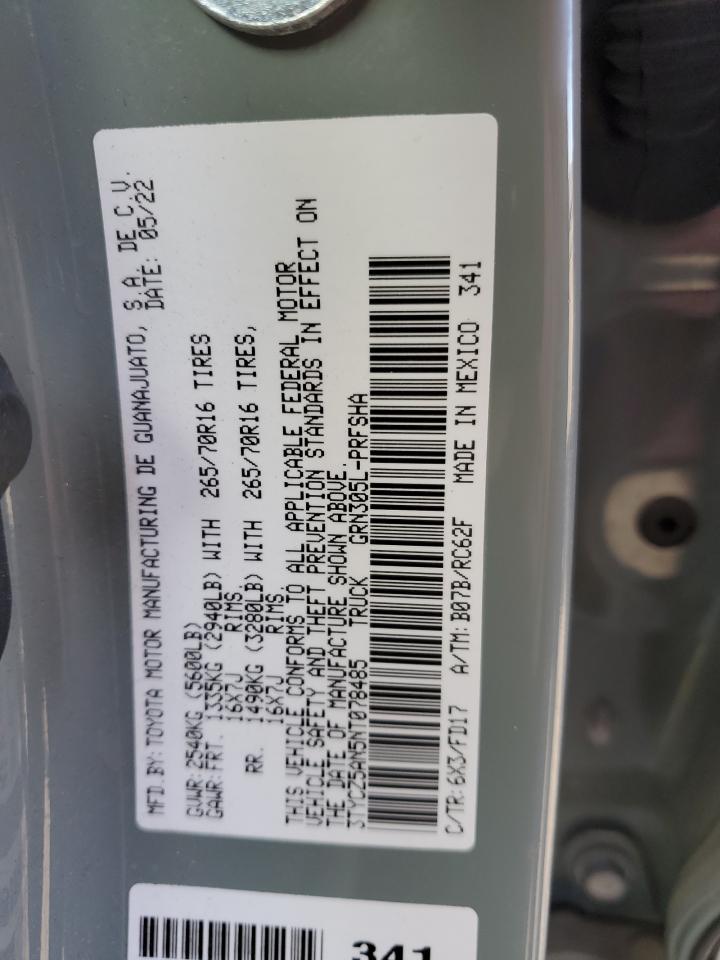 MFD. BY: TOYOTA MOTOR MANUFACTURING DE GUANAJUATO, S.A. DE C.V.
DATE: 05/22
GVWR: 2540KG (5600LB)
GAWR: FRT. 1335KG (2940LB) WITH 265/70R16 TIRES
16X7J RIMS.
RR. 1490KG (3280LB) WITH 265/70R16 TIRES,
16X7J RIMS.
THIS VEHICLE CONFORMS TO ALL APPLICABLE FEDERAL MOTOR
VEHICLE SAFETY AND THEFT PREVENTION STANDARDS IN EFFECT ON
THE DATE OF MANUFACTURE SHOWN ABOVE.
3TYCZ5AN5NT078485 TRUCK GRN305L-PRFSHA
C/TR: 6X3/FD17 A/TM: B07B/RC62F MADE IN MEXICO 341
341